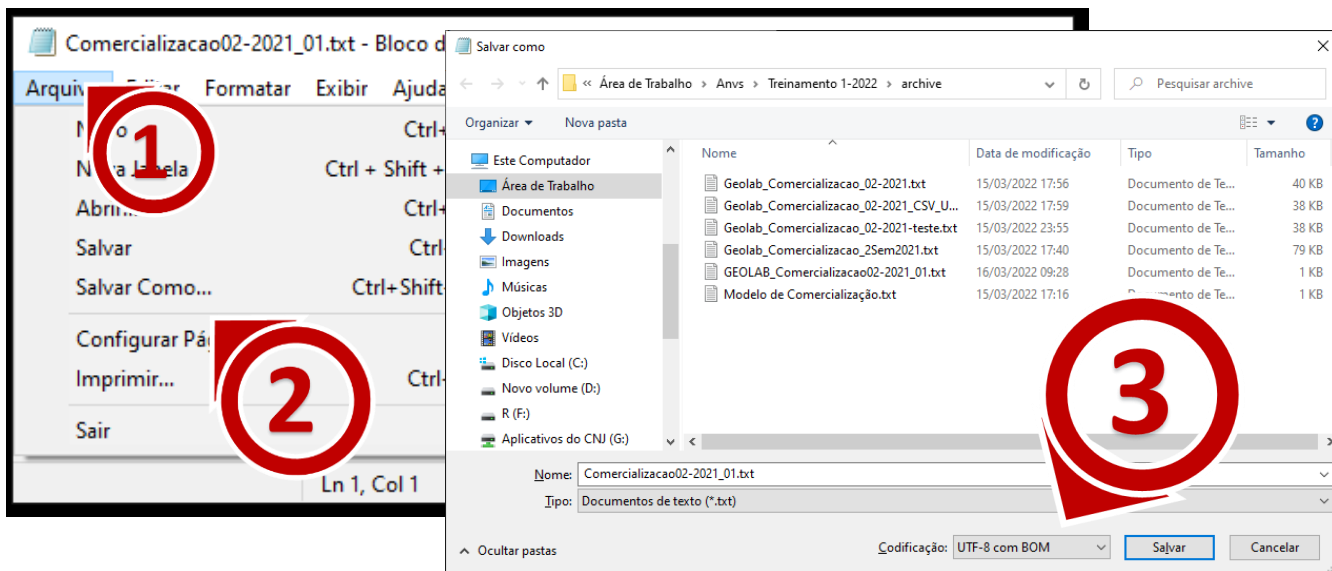 Comercializacao02-2021_01.txt - Bloco d
Formatar Exibir Ajuda
Ctrl+
Ctrl + Shift +
Ctrl+
Salvar Ctrl+
Salvar Como... Ctrl+Shift+
Configurar
Imprimir... Ctrl+
Sair
Ln 1, Col 1
1
2
Salvar como
« Área de Trabalho > Anvs > Treinamento 1-2022 > archive
Pesquisar archive
Organizar Nova pasta
Este Computador
Área de Trabalho
Documentos
Downloads
Imagens
Músicas
Objetos 3D
Vídeos
Disco Local (C:)
Novo volume (D:)
R (F:)
Aplicativos do CNJ (G:)
Nome Data de modificação Tipo Tamanho
Geolab_Comercializacao_02-2021.txt 15/03/2022 17:56 Documento de Te... 40 KB
Geolab_Comercializacao_02-2021_CSV_U... 15/03/2022 17:59 Documento de Te... 38 KB
Geolab_Comercializacao_02-2021-teste.txt 15/03/2022 23:55 Documento de Te... 38 KB
Geolab_Comercializacao_2Sem2021.txt 15/03/2022 17:40 Documento de Te... 79 KB
GEOLAB_Comercializacao02-2021_01.txt 16/03/2022 09:28 Documento de Te... 1 KB
Modelo de Comercialização.txt 15/03/2022 17:16 de Te... 1 KB
3
Nome: Comercializacao02-2021_01.txt
Tipo: Documentos de texto (*.txt)
Ocultar pastas
Codificação: UTF-8 com BOM Salvar Cancelar